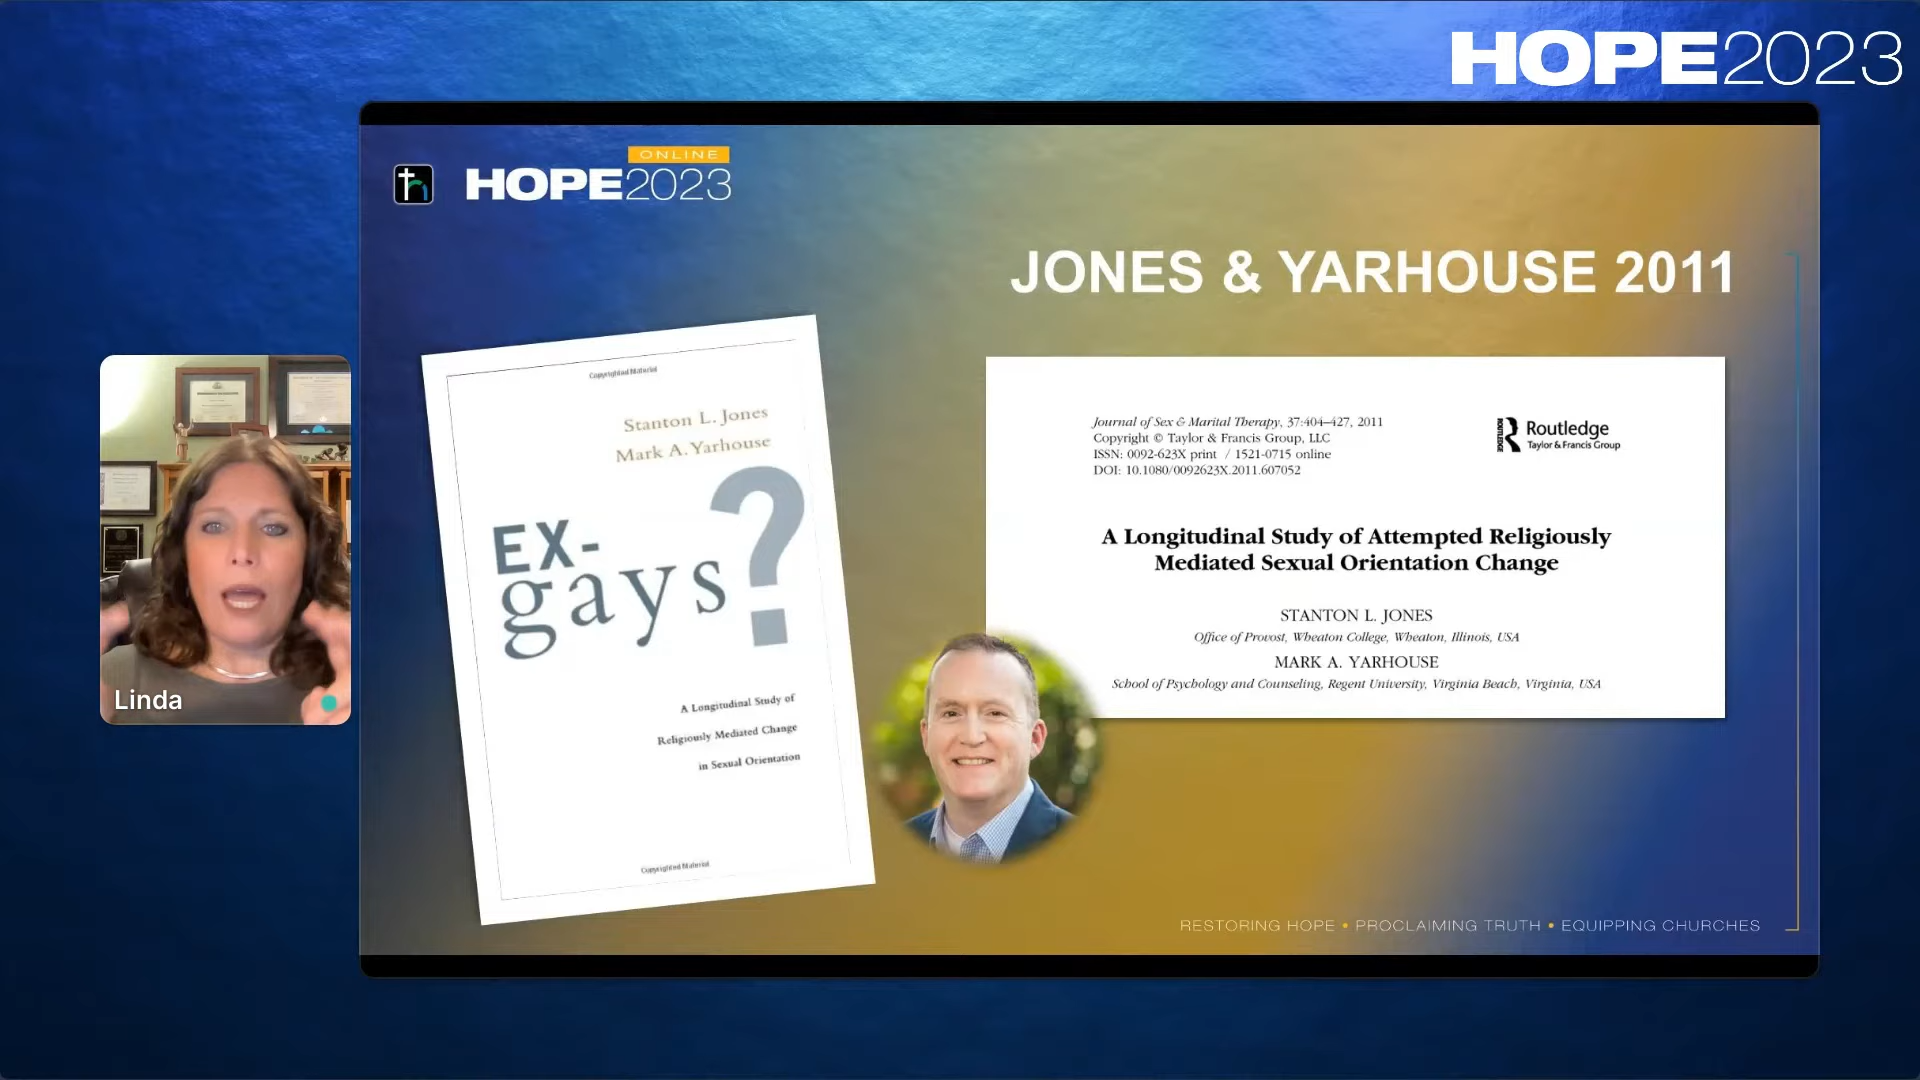 HOPE2023
ONLINE
HOPE2023
JONES & YARHOUSE 2011
Copyrighted Material
Stanton L. Jones
Mark A. Yarhouse
EX-
gays?
A Longitudinal Study of
Religiously Mediated Change
in Sexual Orientation
Copyrighted Material
Journal of Sex & Marital Therapy, 37:404–427, 2011
Copyright © Taylor & Francis Group, LLC
ISSN: 0092-623X print / 1521-0715 online
DOI: 10.1080/0092623X.2011.607052
ROUTLEDGE
Routledge
Taylor & Francis Group
A Longitudinal Study of Attempted Religiously
Mediated Sexual Orientation Change
STANTON L. JONES
Office of Provost, Wheaton College, Wheaton, Illinois, USA
MARK A. YARHOUSE
School of Psychology and Counseling, Regent University, Virginia Beach, Virginia, USA
Linda
RESTORING HOPE • PROCLAIMING TRUTH • EQUIPPING CHURCHES